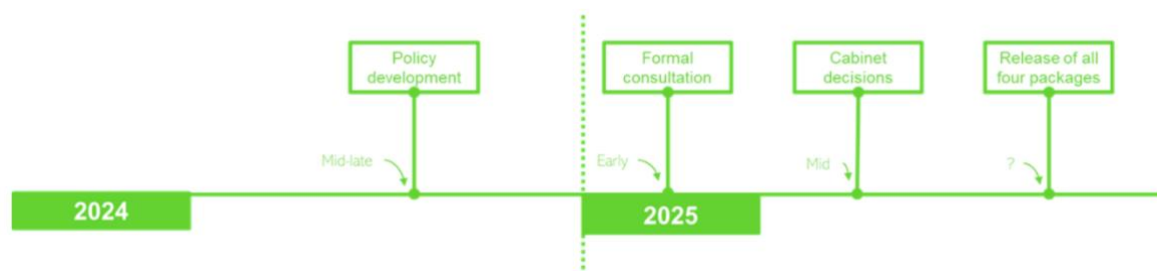 Policy
development
Formal
consultation
Cabinet
decisions
Release of all
four packages
Mid-late
Early
Mid
?
2024
2025